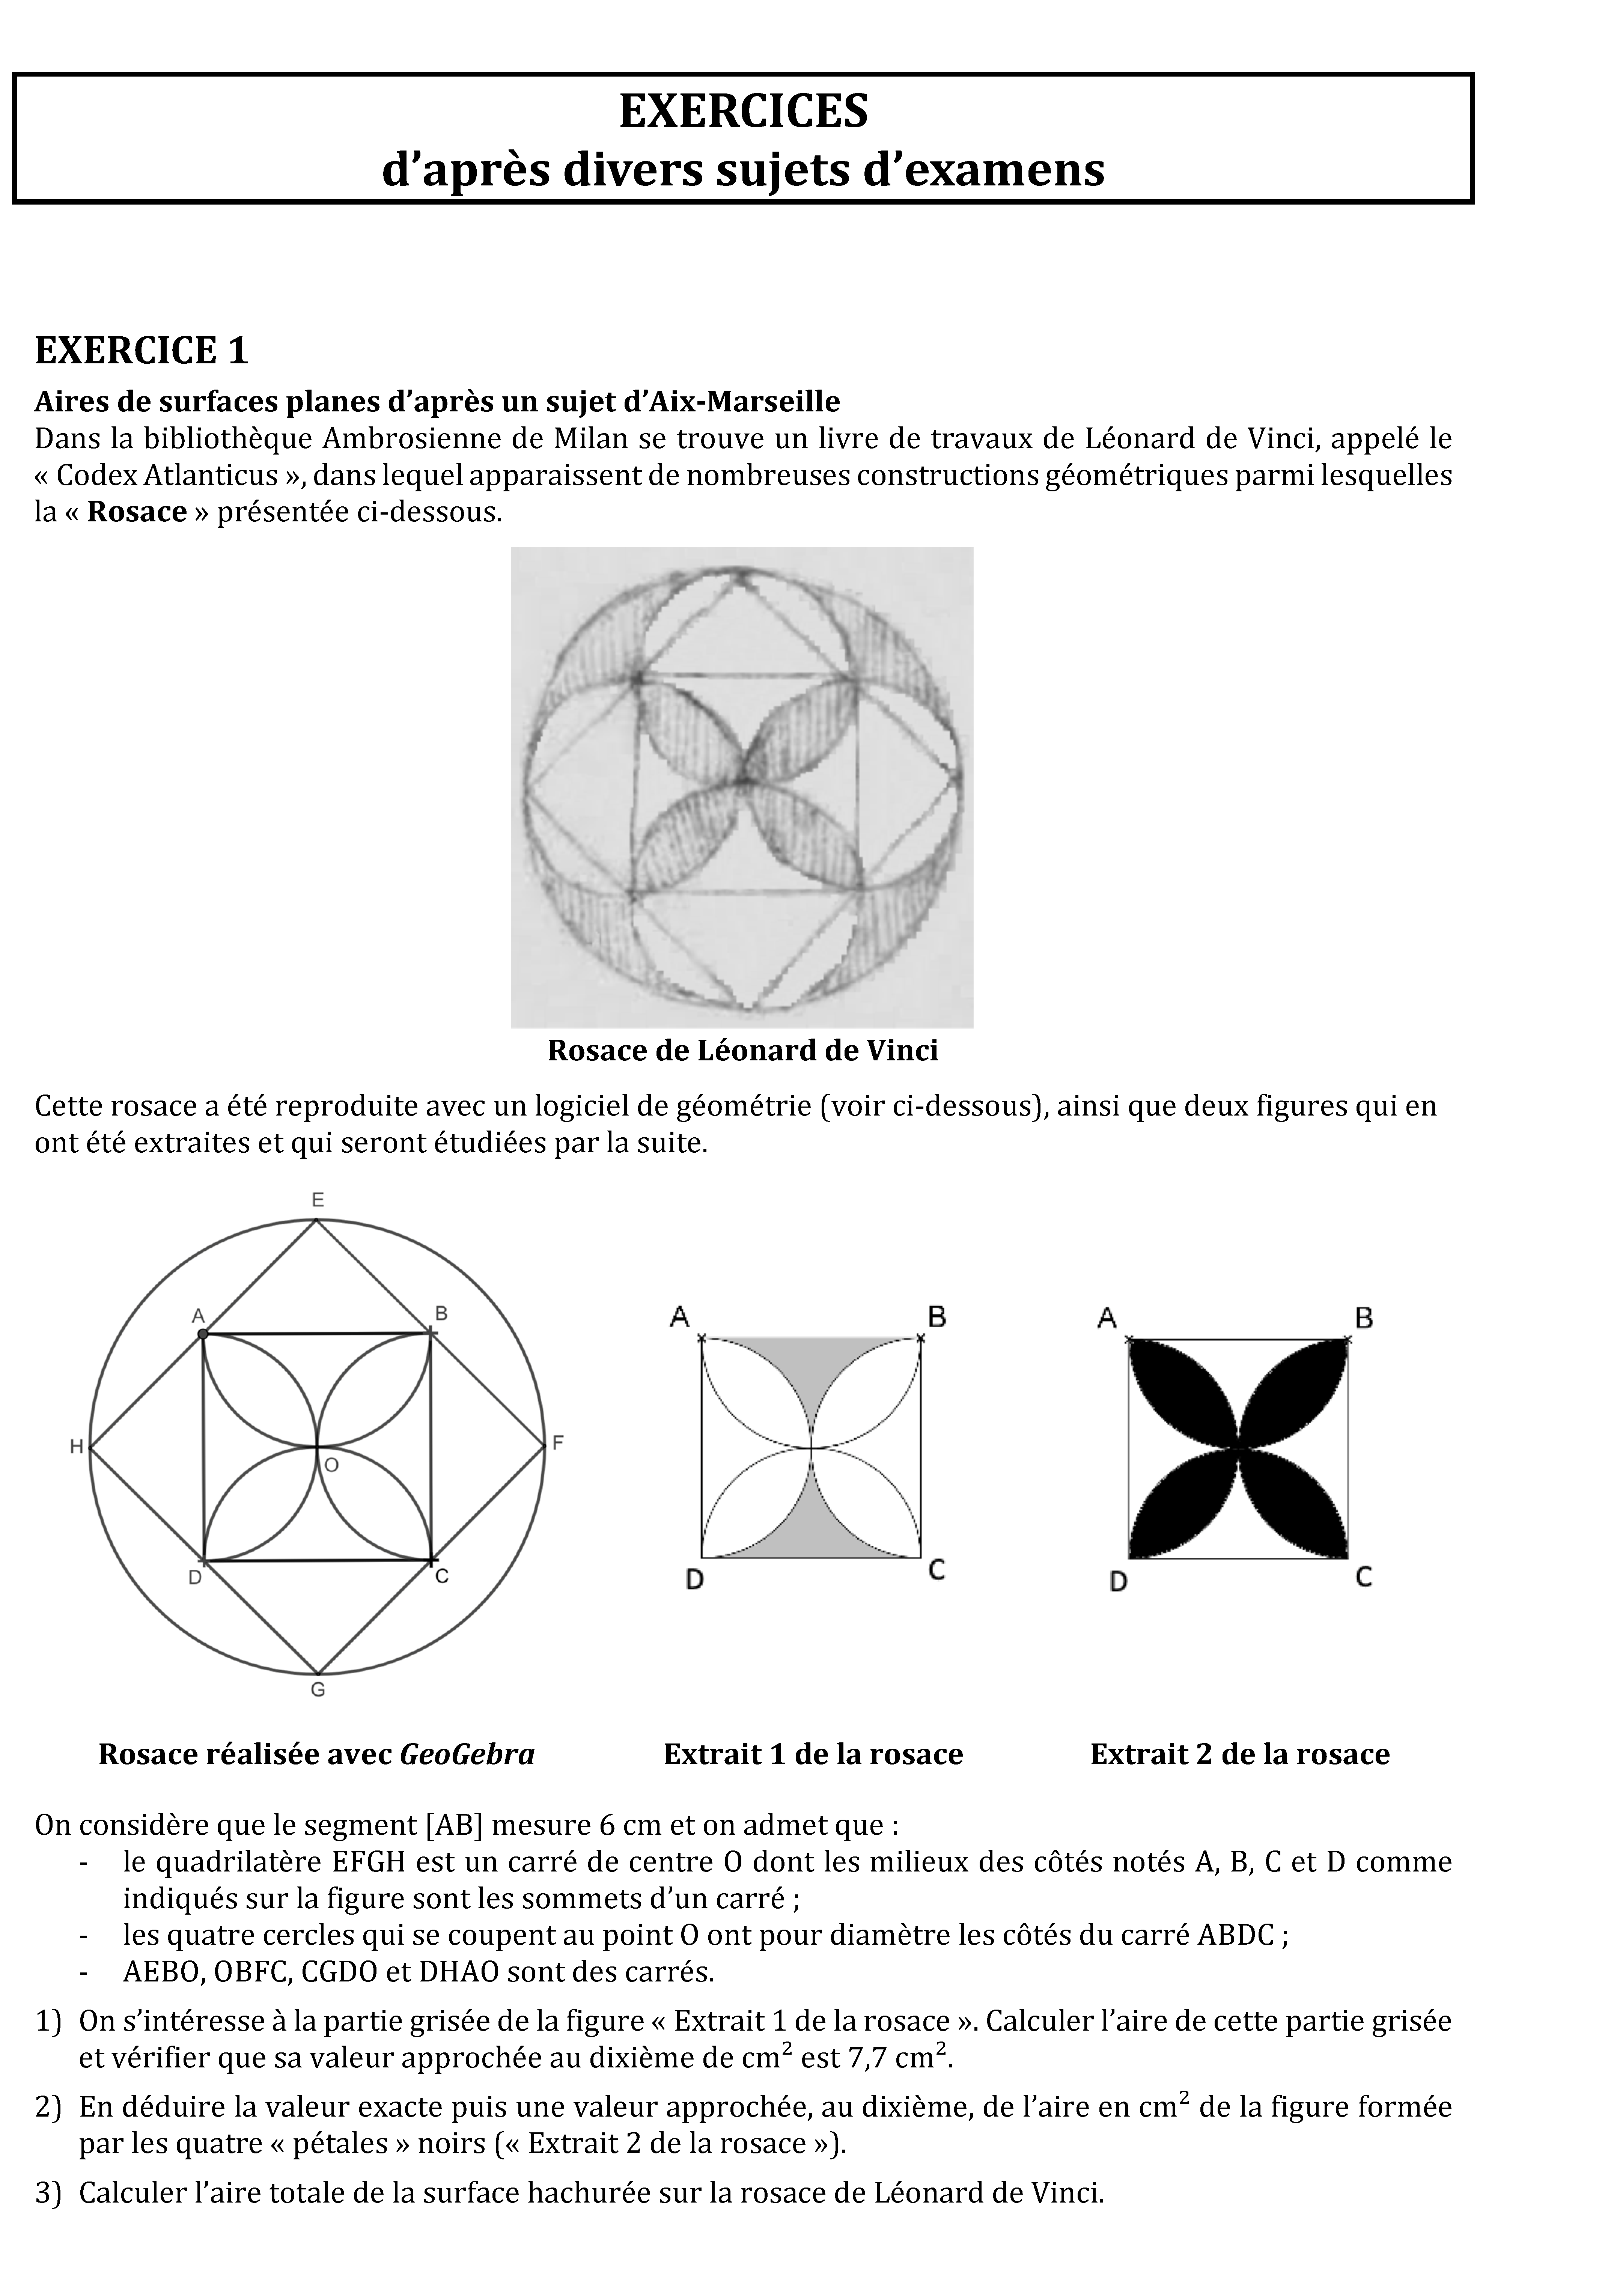 EXERCICES
d’après divers sujets d’examens
EXERCICE 1
Aires de surfaces planes d’après un sujet d’Aix-Marseille
Dans la bibliothèque Ambrosienne de Milan se trouve un livre de travaux de Léonard de Vinci, appelé le
« Codex Atlanticus », dans lequel apparaissent de nombreuses constructions géométriques parmi lesquelles
la « Rosace » présentée ci-dessous.
Rosace de Léonard de Vinci
Cette rosace a été reproduite avec un logiciel de géométrie (voir ci-dessous), ainsi que deux figures qui en
ont été extraites et qui seront étudiées par la suite.
E
A
B
H
F
O
D
C
G
A
B
D
C
A
B
D
C
Rosace réalisée avec GeoGebra
Extrait 1 de la rosace
Extrait 2 de la rosace
On considère que le segment [AB] mesure 6 cm et on admet que :
- le quadrilatère EFGH est un carré de centre O dont les milieux des côtés notés A, B, C et D comme
indiqués sur la figure sont les sommets d’un carré ;
- les quatre cercles qui se coupent au point O ont pour diamètre les côtés du carré ABDC ;
- AEBO, OBFC, CGDO et DHAO sont des carrés.
1) On s’intéresse à la partie grisée de la figure « Extrait 1 de la rosace ». Calculer l’aire de cette partie grisée
et vérifier que sa valeur approchée au dixième de cm² est 7,7 cm².
2) En déduire la valeur exacte puis une valeur approchée, au dixième, de l’aire en cm² de la figure formée
par les quatre « pétales » noirs (« Extrait 2 de la rosace »).
3) Calculer l’aire totale de la surface hachurée sur la rosace de Léonard de Vinci.